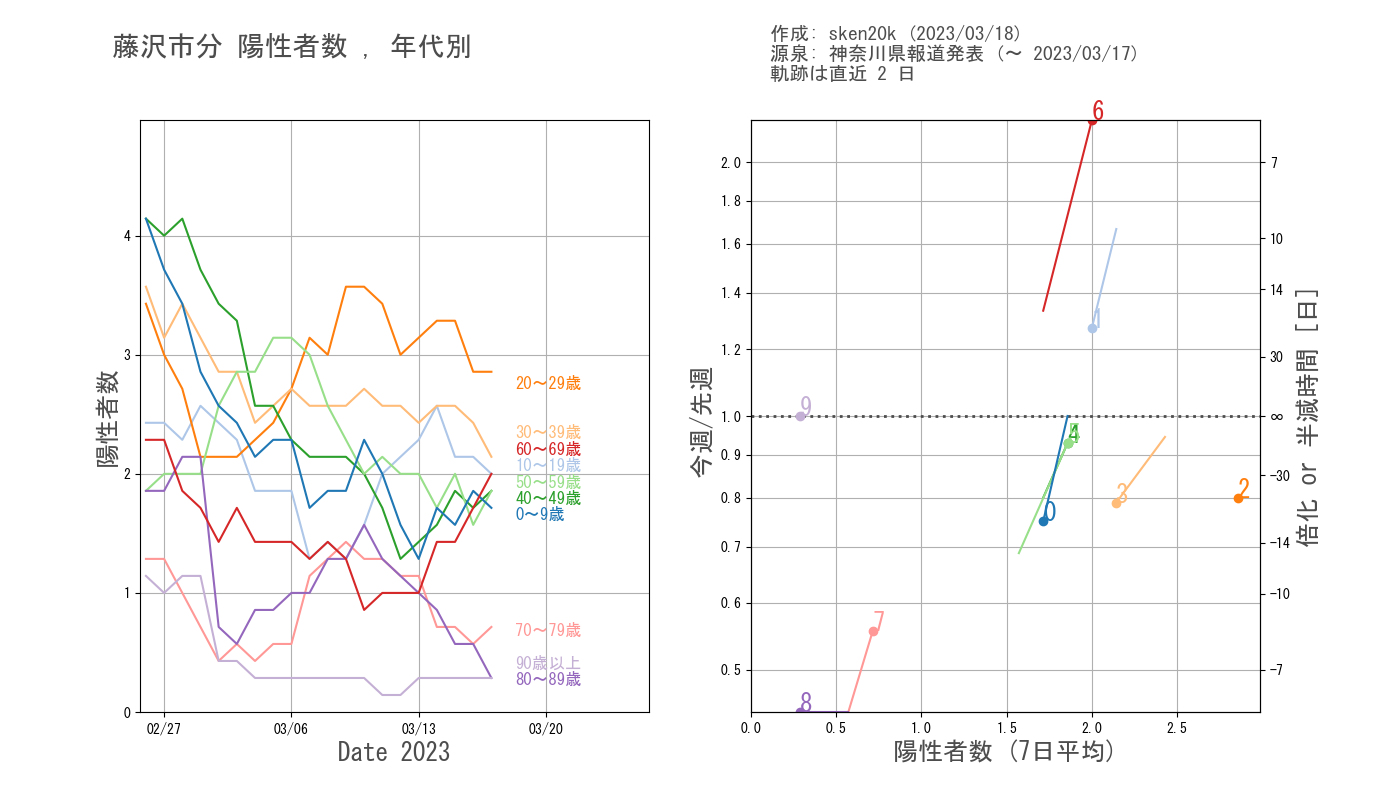 藤沢市分 陽性者数 , 年代別
作成: sken20k (2023/03/18)
源泉: 神奈川県報道発表 (～ 2023/03/17)
軌跡は直近 2 日
陽性者数
4
3
2
1
0
02/27
03/06
03/13
03/20
Date 2023
20～29歳
30～39歳
60～69歳
10～19歳
50～59歳
40～49歳
0～9歳
70～79歳
90歳以上
80～89歳
今週/先週
2.0
1.8
1.6
1.4
1.2
1.0
0.9
0.8
0.7
0.6
0.5
0.0
0.5
1.0
1.5
2.0
2.5
陽性者数 (7日平均)
6
1
9
4
3
2
0
7
8
7
10
14
30
∞
-30
-14
-10
-7
倍化 or 半減時間 [日]